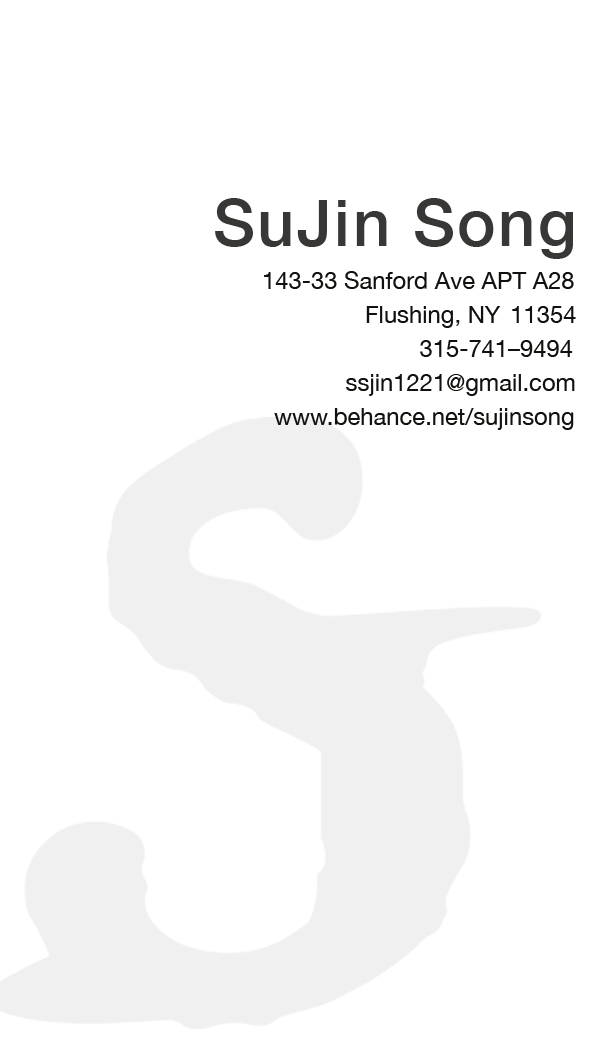 SuJin Song
143-33 Sanford Ave APT A28
Flushing, NY 11354
315-741–9494
ssjin1221@gmail.com
www.behance.net/sujinsong
S